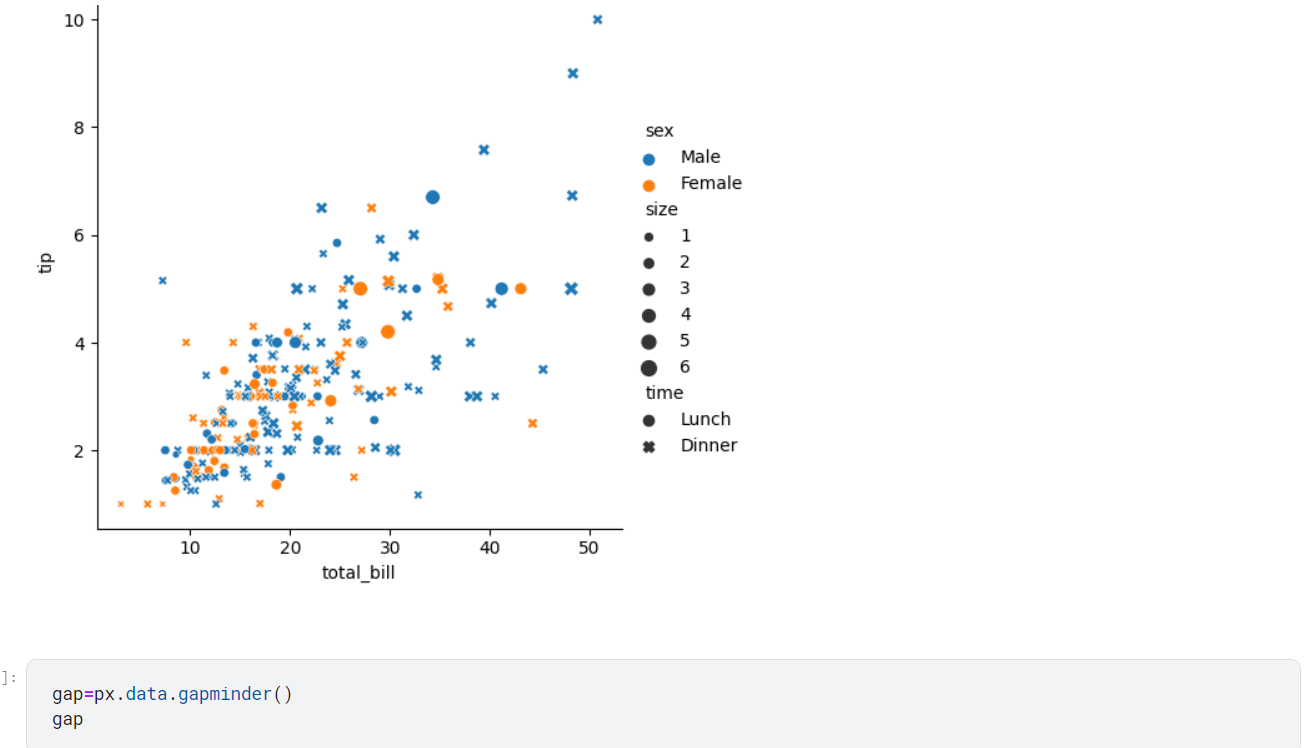 10
8
6
4
2
tip
10
20
30
40
50
total_bill
sex
Male
Female
size
1
2
3
4
5
6
time
Lunch
Dinner
]:
gap=px.data.gapminder()
gap